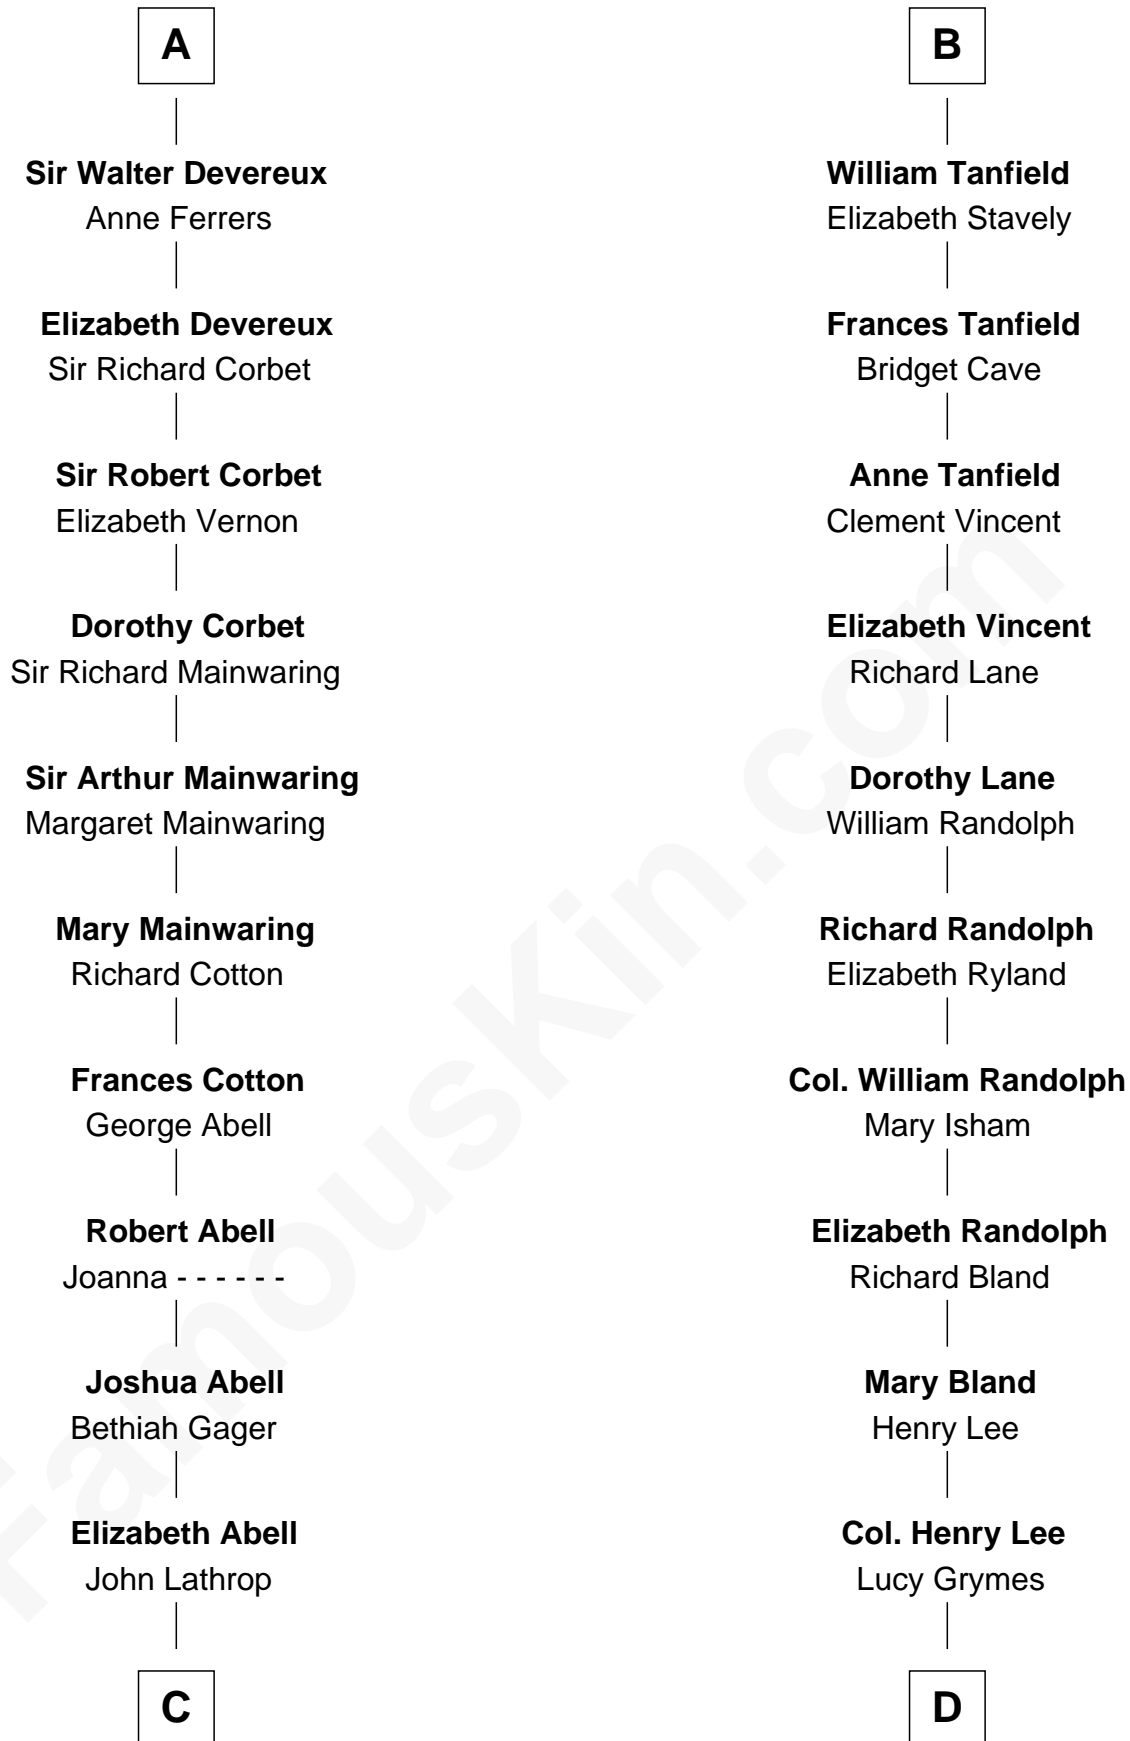 A
Sir Walter Devereux
Anne Ferrers
Elizabeth Devereux
Sir Richard Corbet
Sir Robert Corbet
Elizabeth Vernon
Dorothy Corbet
Sir Richard Mainwaring
Sir Arthur Mainwaring
Margaret Mainwaring
Mary Mainwaring
Richard Cotton
Frances Cotton
George Abell
Robert Abell
Joanna - - - - - -
Joshua Abell
Bethiah Gager
Elizabeth Abell
John Lathrop
C
B
William Tanfield
Elizabeth Stavely
Frances Tanfield
Bridget Cave
Anne Tanfield
Clement Vincent
Elizabeth Vincent
Richard Lane
Dorothy Lane
William Randolph
Richard Randolph
Elizabeth Ryland
Col. William Randolph
Mary Isham
Elizabeth Randolph
Richard Bland
Mary Bland
Henry Lee
Col. Henry Lee
Lucy Grymes
D
FamousKin.com